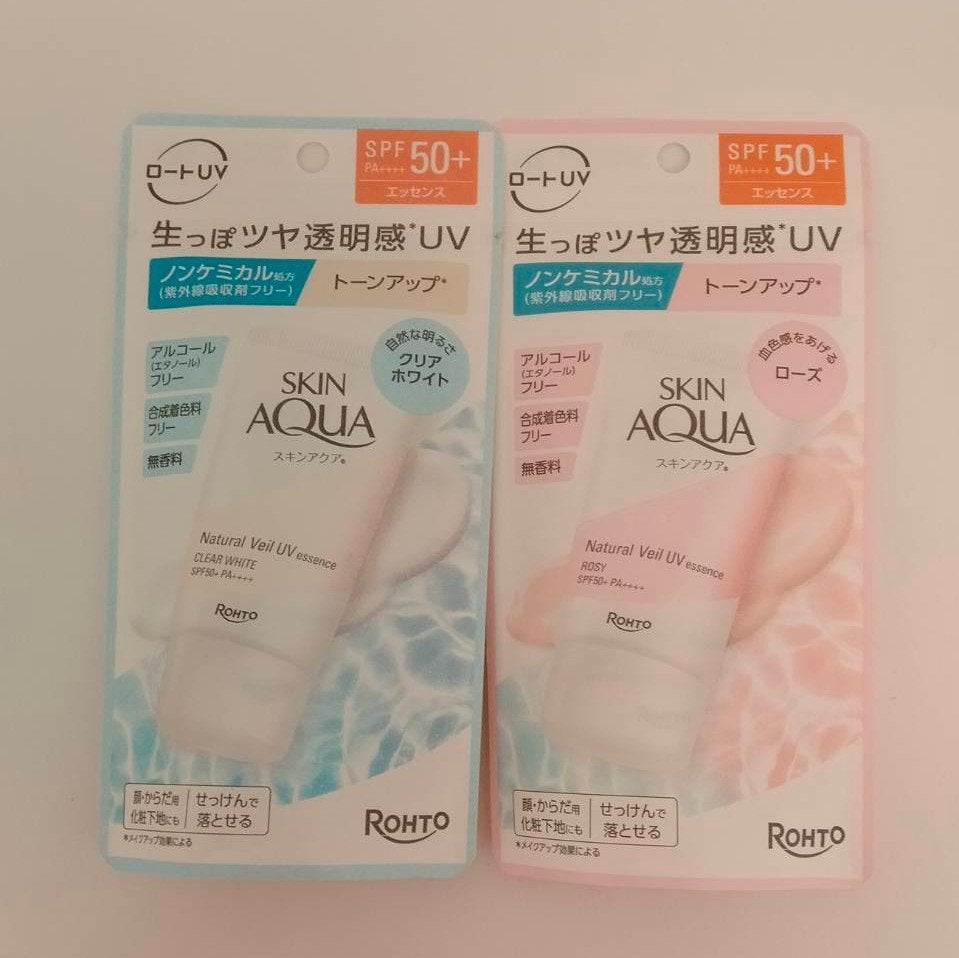 ロートUV
SPF 50+
PA++++
エッセンス
生っぽツヤ透明感*UV
ノンケミカル処方
(紫外線吸収剤フリー)
トーンアップ*
アルコール
(エタノール)
フリー
合成着色料
フリー
無香料
自然な明るさ
クリア
ホワイト
SKIN
AQUA
スキンアクア®
Natural Veil UV essence
CLEAR WHITE
SPF50+ PA++++
ROHTO
顔・からだ用
化粧下地にも
せっけんで
落とせる
*メイクアップ効果による
ROHTO
ロートUV
SPF 50+
PA++++
エッセンス
生っぽツヤ透明感*UV
ノンケミカル処方
(紫外線吸収剤フリー)
トーンアップ*
アルコール
(エタノール)
フリー
合成着色料
フリー
無香料
血色感をあげる
ローズ
SKIN
AQUA
スキンアクア®
Natural Veil UV essence
ROSY
SPF50+ PA++++
ROHTO
顔・からだ用
化粧下地にも
せっけんで
落とせる
*メイクアップ効果による
ROHTO